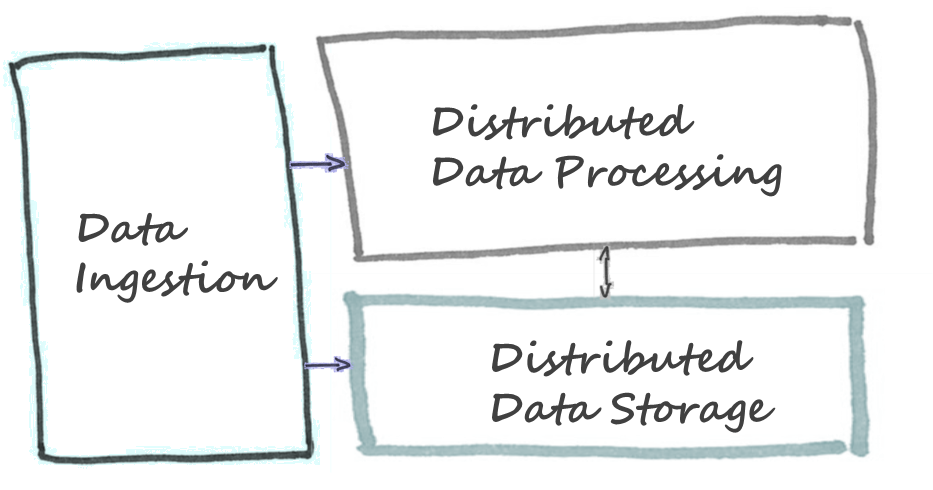 Data
Ingestion
Distributed
Data Processing
Distributed
Data Storage